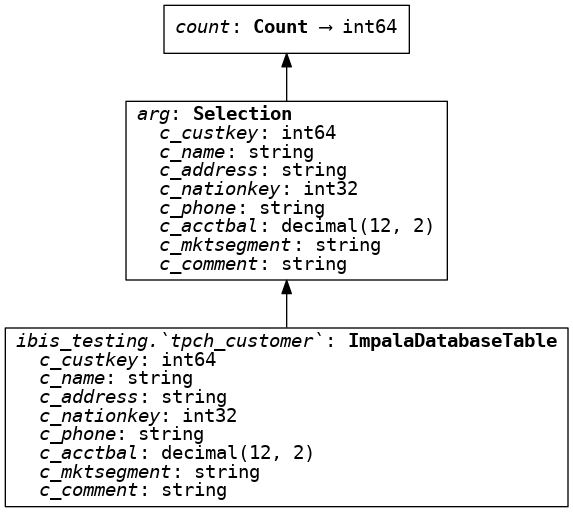 count: Count → int64
arg: Selection
c_custkey: int64
c_name: string
c_address: string
c_nationkey: int32
c_phone: string
c_acctbal: decimal(12, 2)
c_mktsegment: string
c_comment: string
ibis_testing.`tpch_customer`: ImpalaDatabaseTable
c_custkey: int64
c_name: string
c_address: string
c_nationkey: int32
c_phone: string
c_acctbal: decimal(12, 2)
c_mktsegment: string
c_comment: string